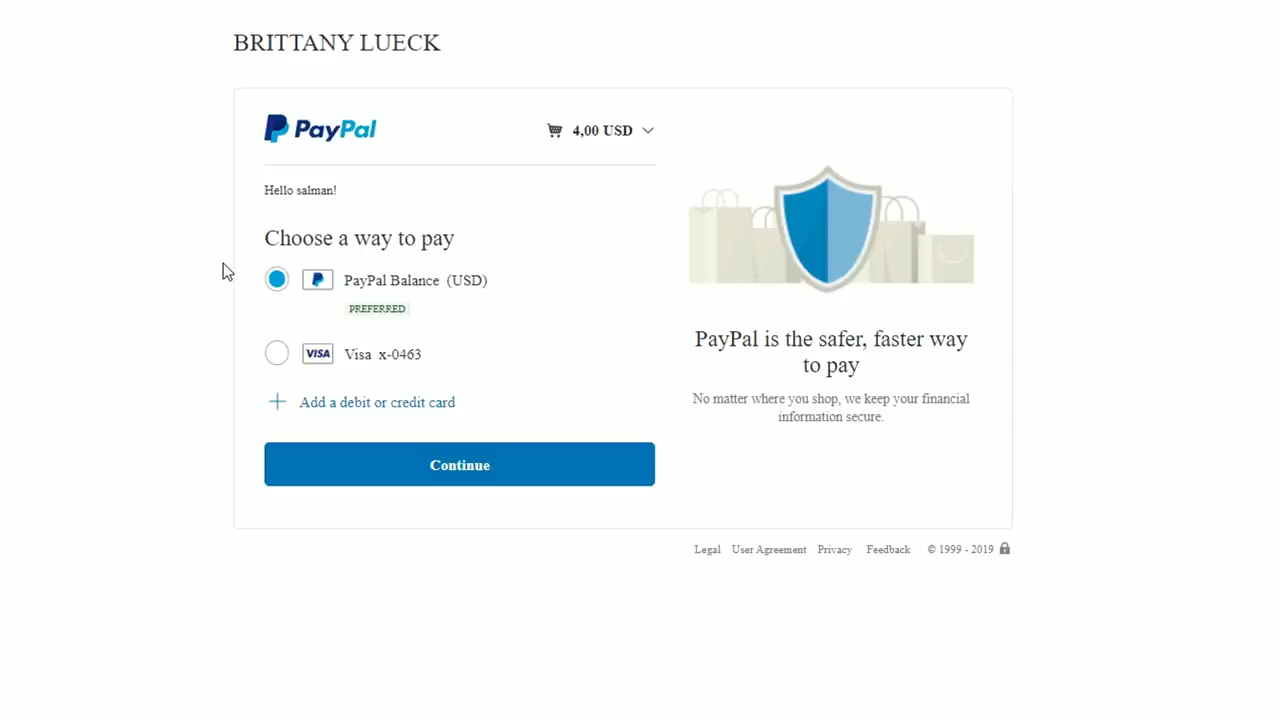 BRITTANY LUECK
PayPal
4,00 USD
Hello salman!
Choose a way to pay
PayPal Balance (USD)
PREFERRED
VISA Visa x-0463
Add a debit or credit card
Continue
PayPal is the safer, faster way
to pay
No matter where you shop, we keep your financial
information secure.
Legal User Agreement Privacy Feedback © 1999 - 2019